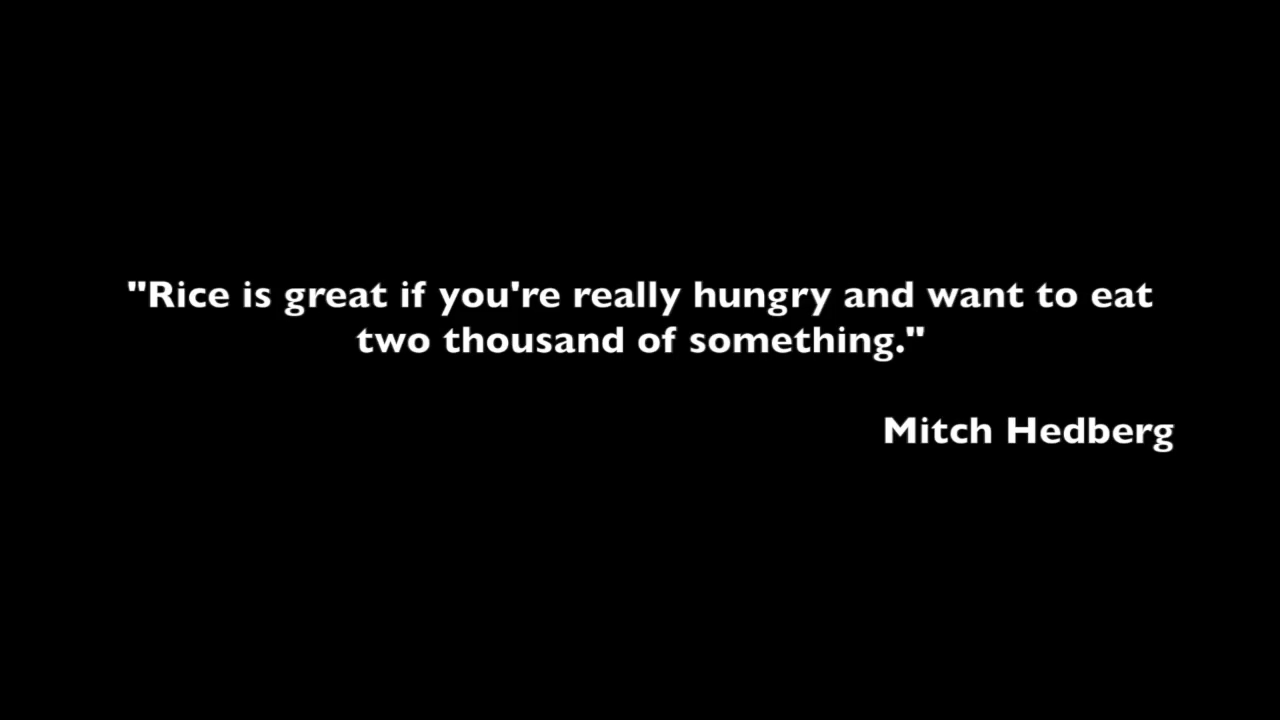 "Rice is great if you're really hungry and want to eat
two thousand of something."
Mitch Hedberg